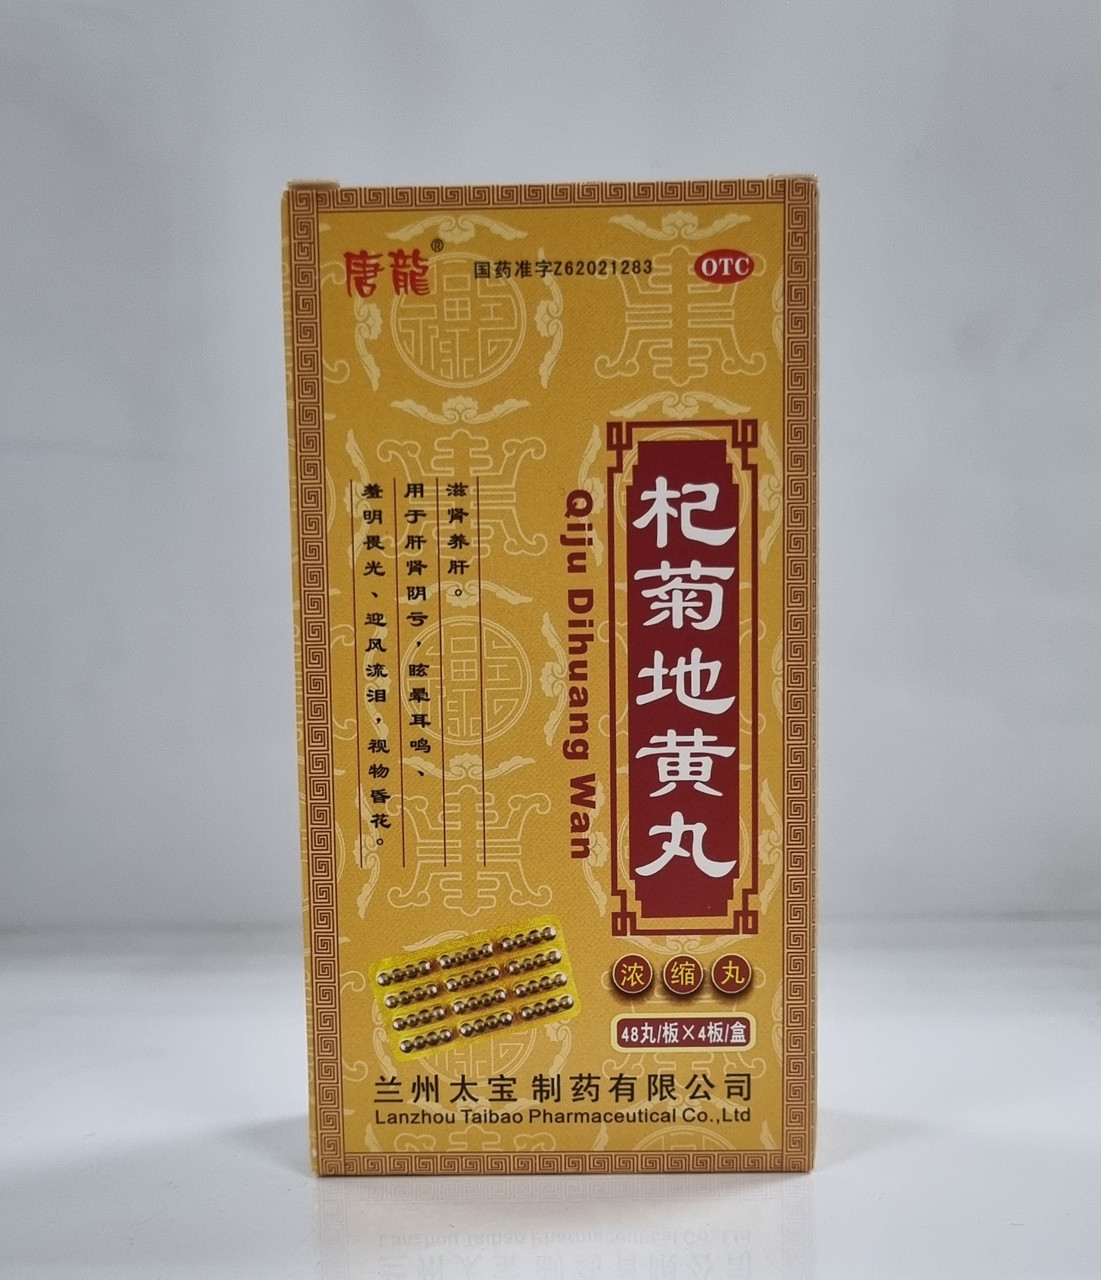 唐龍®
国药准字Z62021283
OTC
杞菊地黄丸
Qiju Dihuang Wan
滋肾养肝。
用于肝肾阴亏，眩晕耳鸣、
羞明畏光、迎风流泪，视物昏花。
浓缩丸
48丸/板×4板/盒
兰州太宝制药有限公司
Lanzhou Taibao Pharmaceutical Co.,Ltd